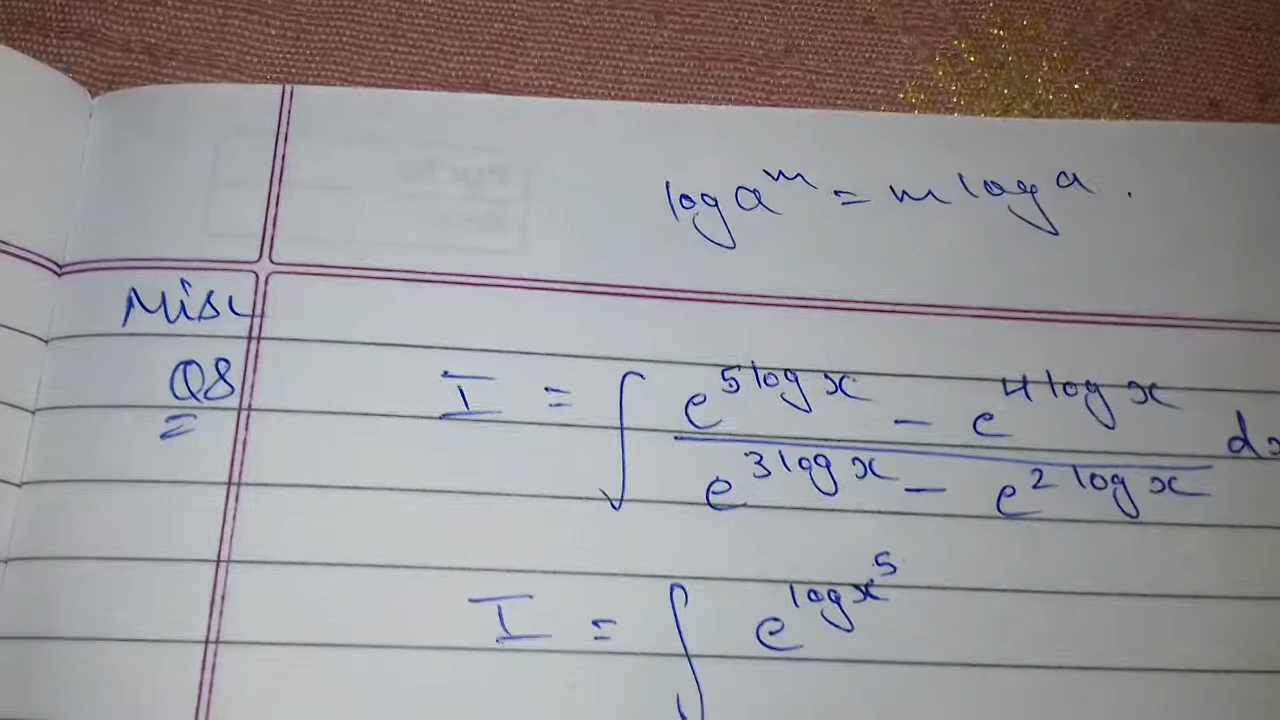 log a^m = m log a .
Misc
Q8 I = ∫ (e^{5 log x} - e^{4 log x}) / (e^{3 log x} - e^{2 log x}) dx
I = ∫ e^{log x^5}